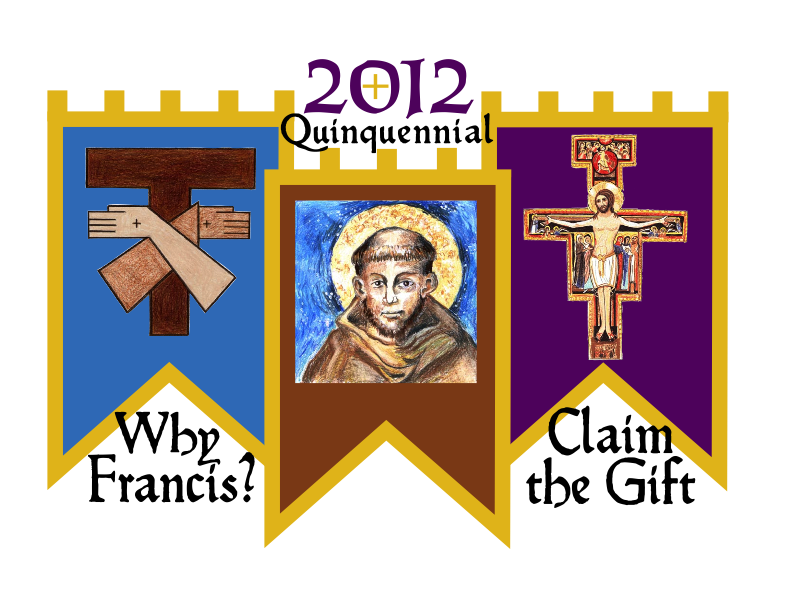 2012
Quinquennial
Why
Francis?
Claim
the Gift